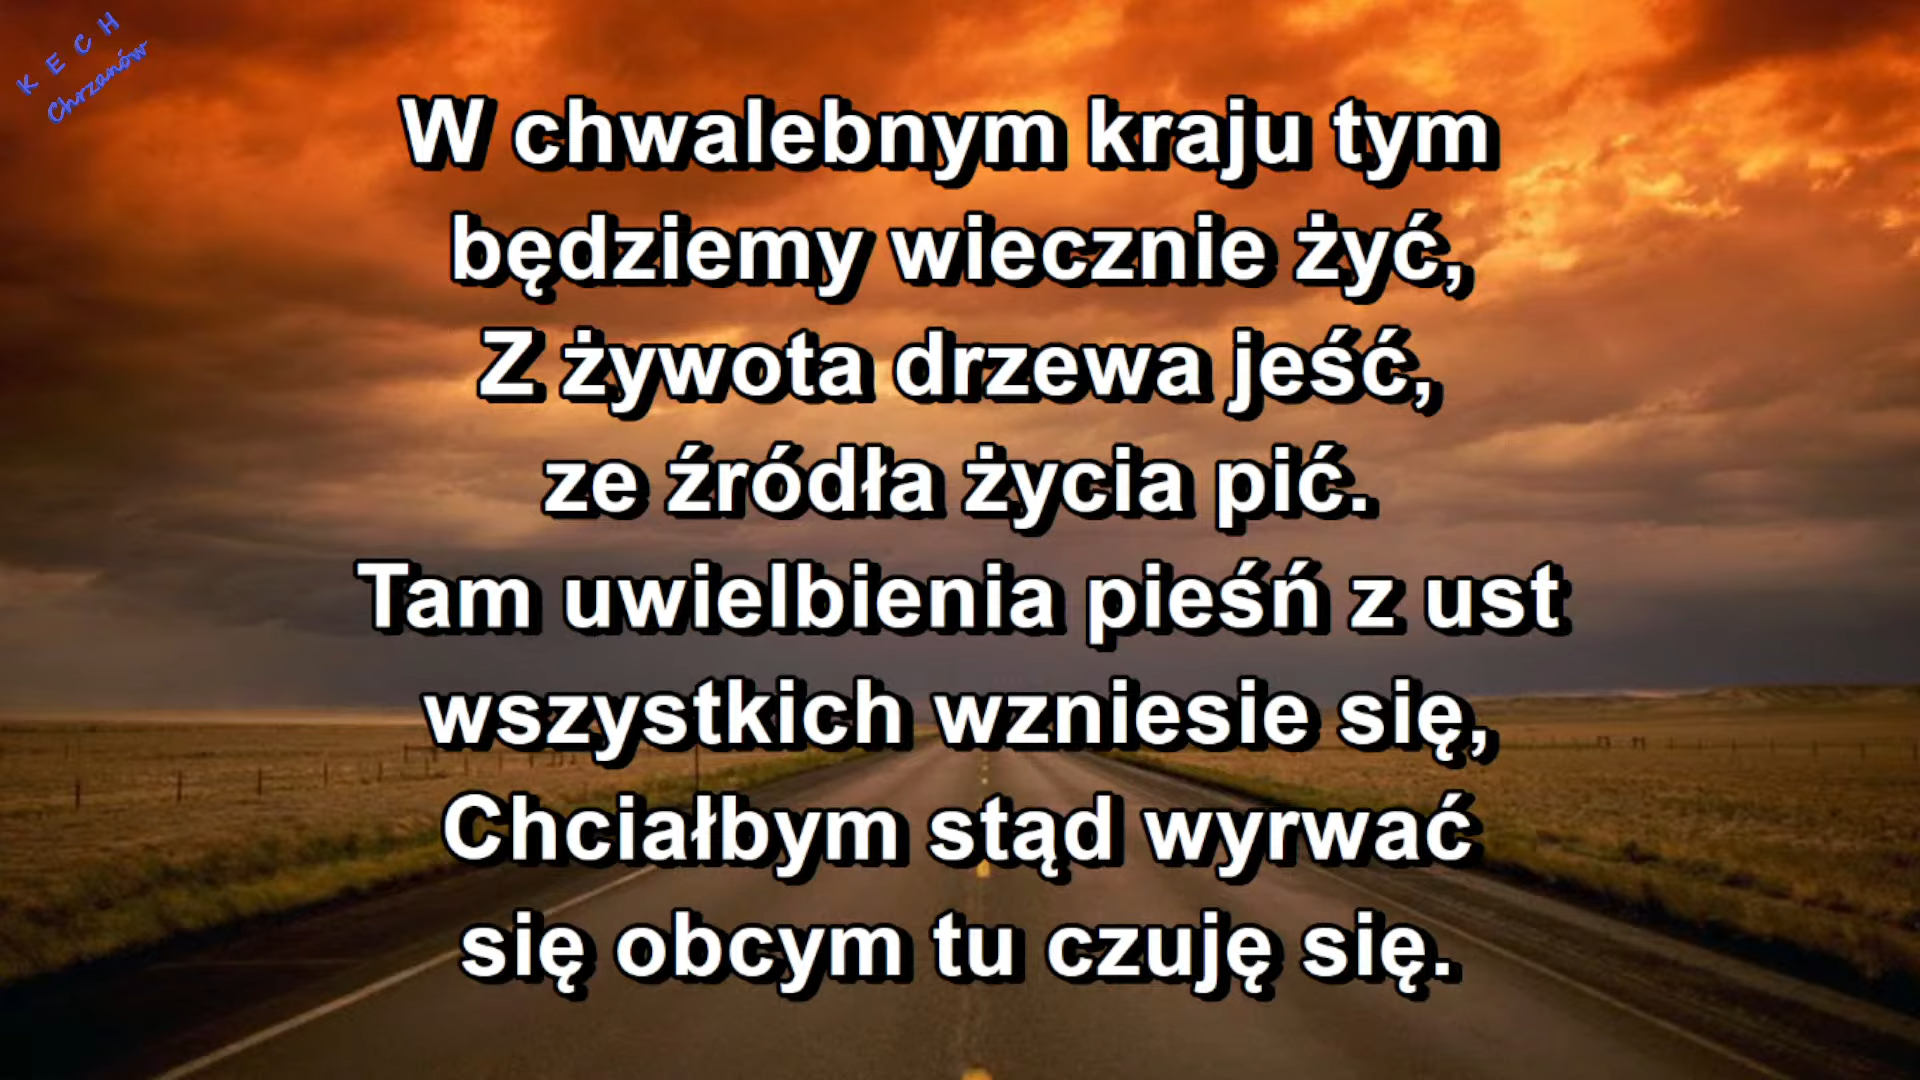 K E C H
Chrzanów
W chwalebnym kraju tym
będziemy wiecznie żyć,
Z żywota drzewa jeść,
ze źródła życia pić.
Tam uwielbienia pieśń z ust
wszystkich wzniesie się,
Chciałbym stąd wyrwać
się obcym tu czuję się.